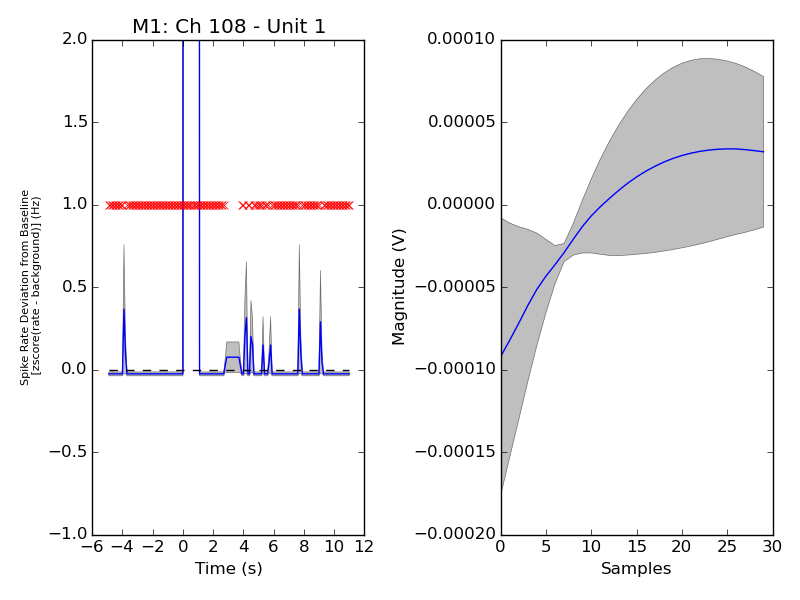 M1: Ch 108 - Unit 1
2.0
1.5
1.0
0.5
0.0
−0.5
−1.0
−6 −4 −2 0 2 4 6 8 10 12
Time (s)
Spike Rate Deviation from Baseline
[zscore(rate - background)] (Hz)
0.00010
0.00005
0.00000
−0.00005
−0.00010
−0.00015
−0.00020
0 5 10 15 20 25 30
Samples
Magnitude (V)